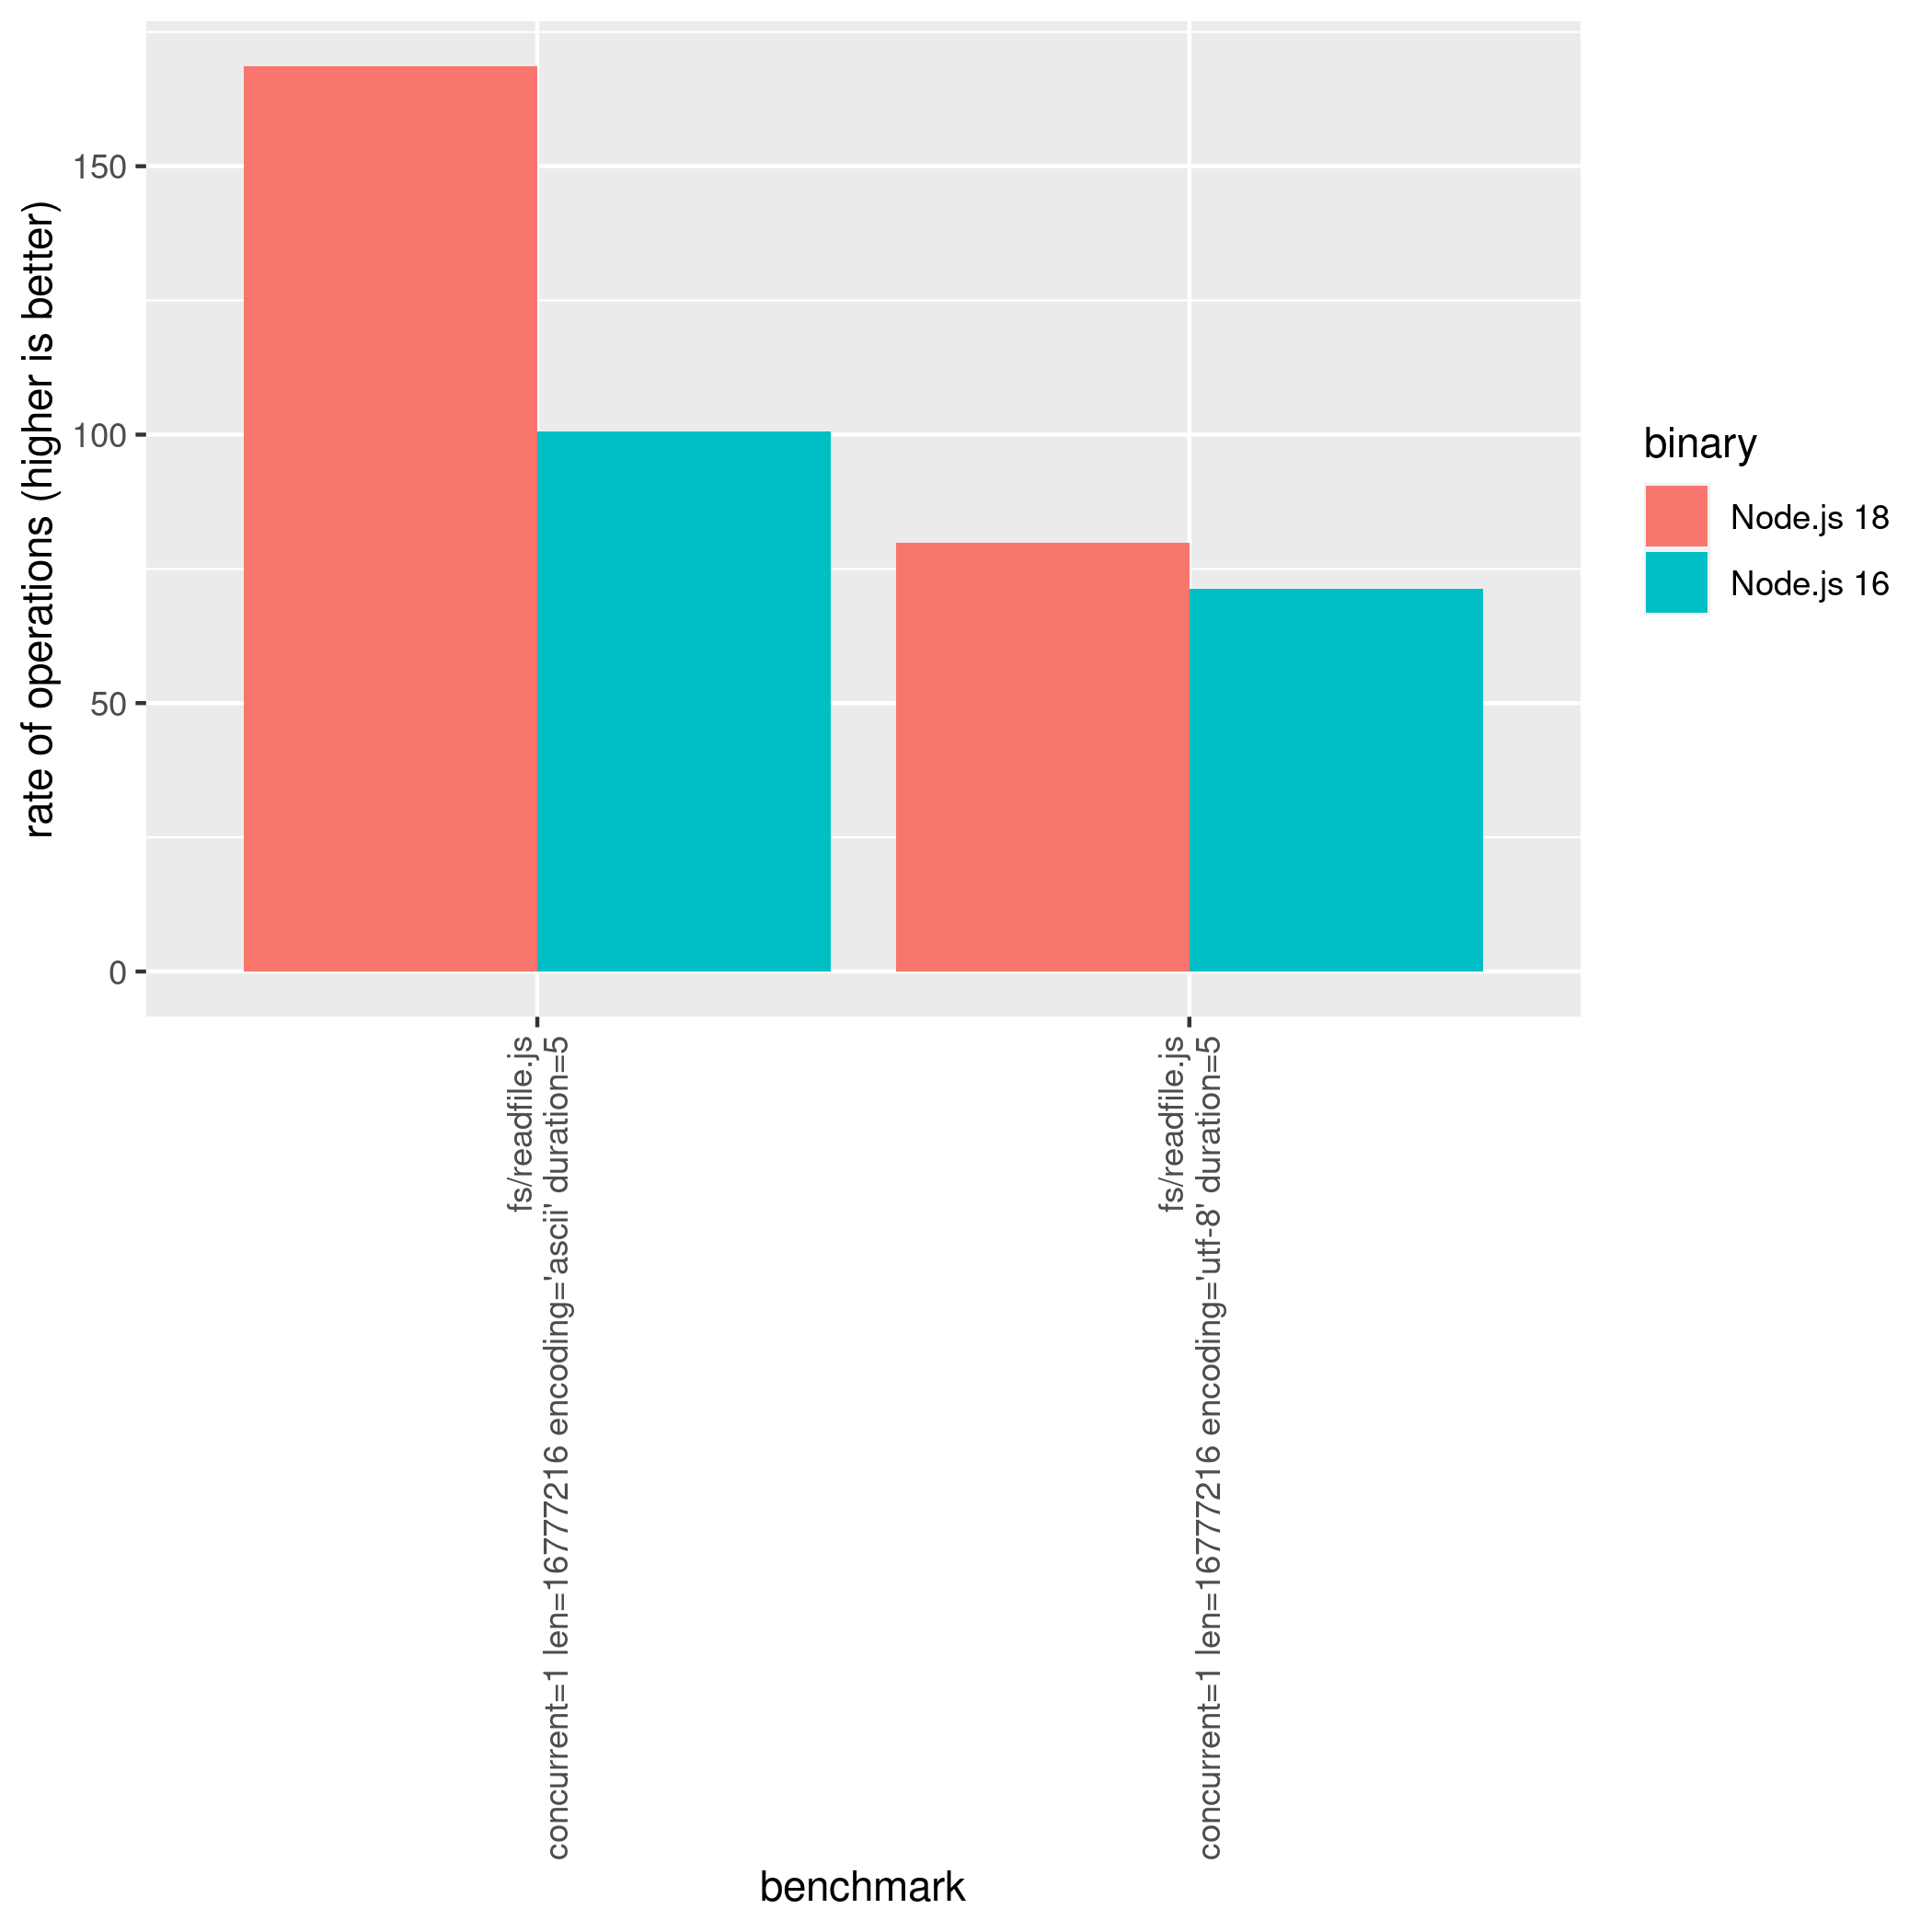 rate of operations (higher is better)
150
100
50
0
fs/readfile.js
concurrent=1 len=16777216 encoding='ascii' duration=5
fs/readfile.js
concurrent=1 len=16777216 encoding='utf-8' duration=5
benchmark
binary
Node.js 18
Node.js 16